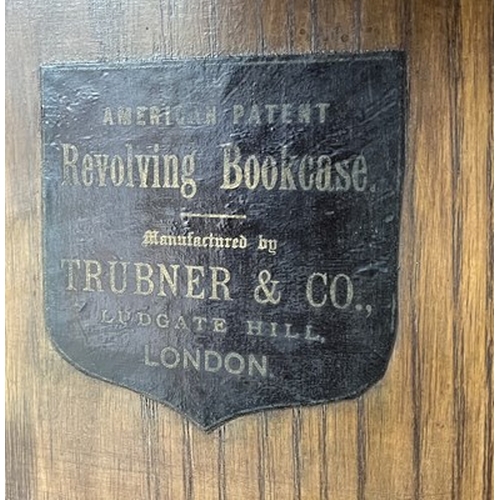 AMERICAN PATENT
Revolving Bookcase.
Manufactured by
TRÜBNER & CO.,
LUDGATE HILL,
LONDON.